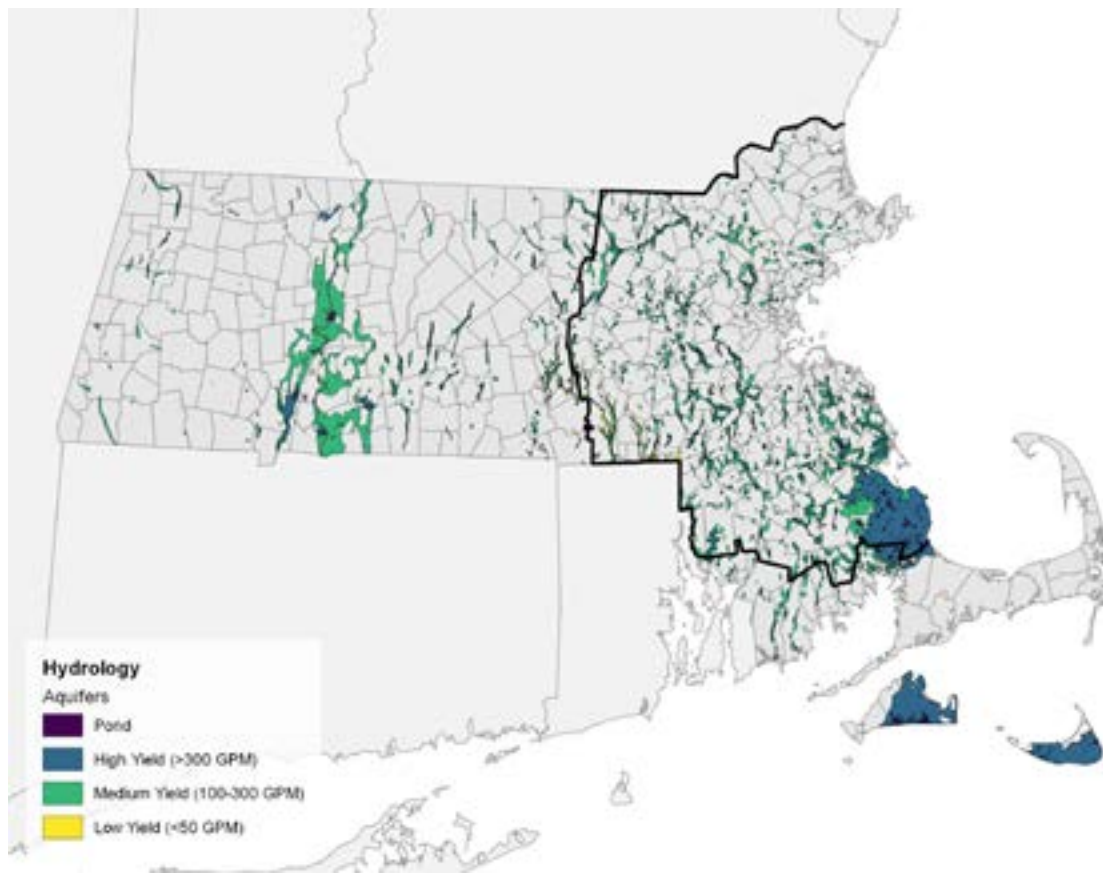 Hydrology
Aquifers
Pond
High Yield (>300 GPM)
Medium Yield (100-300 GPM)
Low Yield (<50 GPM)